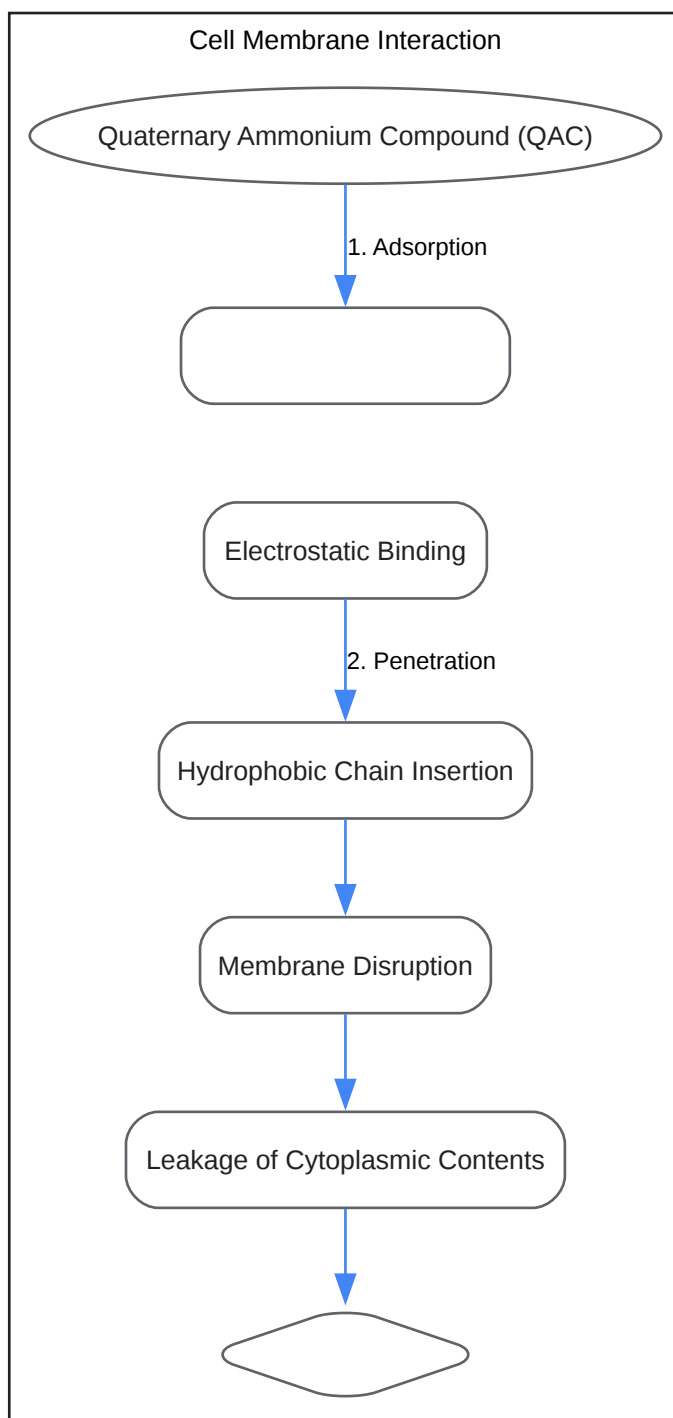 Cell Membrane Interaction
Quaternary Ammonium Compound (QAC)
1. Adsorption
Electrostatic Binding
2. Penetration
Hydrophobic Chain Insertion
Membrane Disruption
Leakage of Cytoplasmic Contents